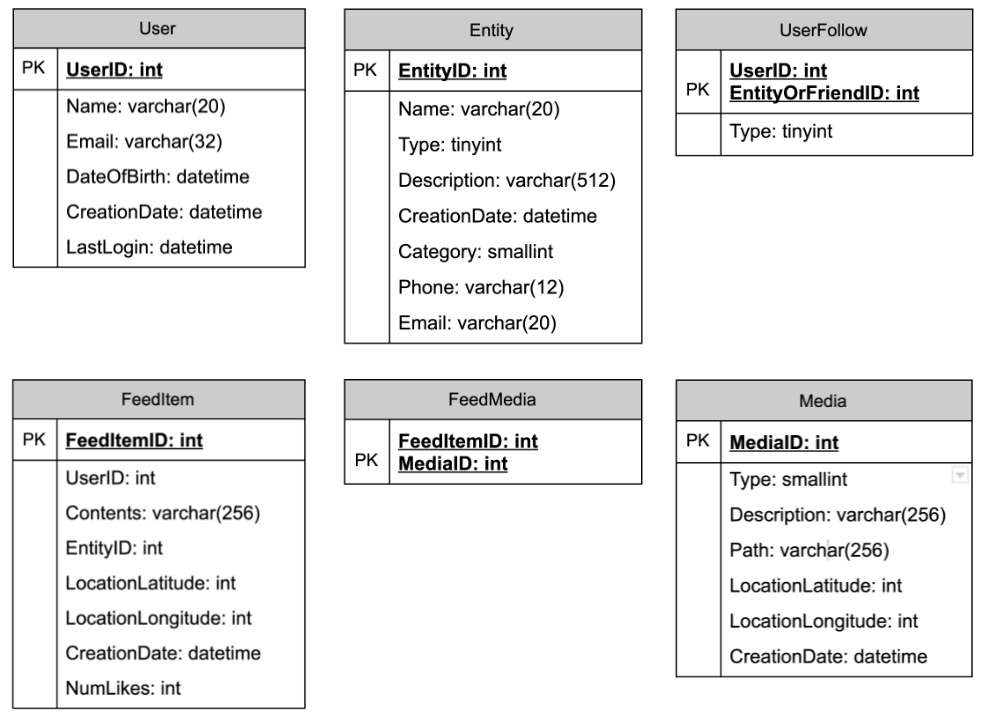 User
PK
UserID: int
Name: varchar(20)
Email: varchar(32)
DateOfBirth: datetime
CreationDate: datetime
LastLogin: datetime
Entity
PK
EntityID: int
Name: varchar(20)
Type: tinyint
Description: varchar(512)
CreationDate: datetime
Category: smallint
Phone: varchar(12)
Email: varchar(20)
UserFollow
PK
UserID: int
EntityOrFriendID: int
Type: tinyint
FeedItem
PK
FeedItemID: int
UserID: int
Contents: varchar(256)
EntityID: int
LocationLatitude: int
LocationLongitude: int
CreationDate: datetime
NumLikes: int
FeedMedia
PK
FeedItemID: int
MediaID: int
Media
PK
MediaID: int
Type: smallint
Description: varchar(256)
Path: varchar(256)
LocationLatitude: int
LocationLongitude: int
CreationDate: datetime